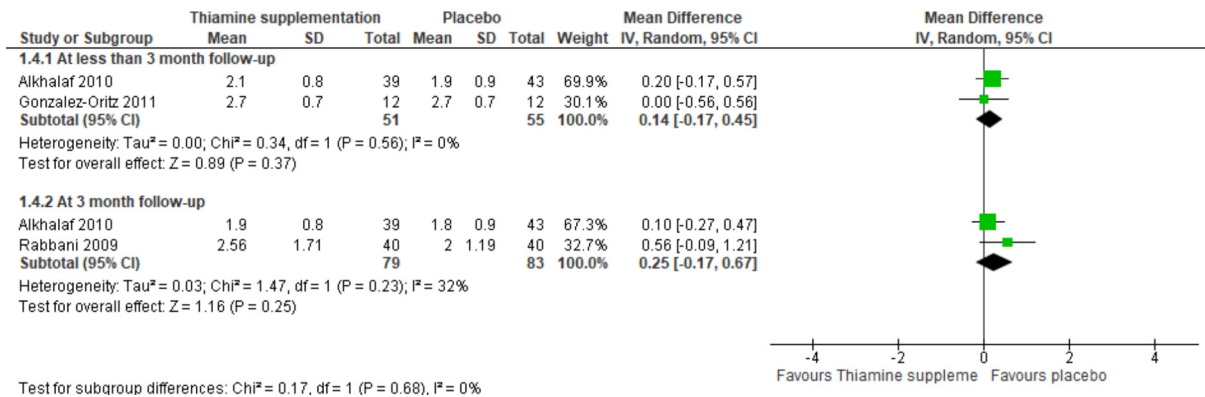 Thiamine supplementation Placebo Mean Difference Mean Difference
Study or Subgroup Mean SD Total Mean SD Total Weight IV, Random, 95% CI IV, Random, 95% CI
1.4.1 At less than 3 month follow-up
Alkhalaf 2010 2.1 0.8 39 1.9 0.9 43 69.9% 0.20 [-0.17, 0.57]
Gonzalez-Oritz 2011 2.7 0.7 12 2.7 0.7 12 30.1% 0.00 [-0.56, 0.56]
Subtotal (95% CI) 51 55 100.0% 0.14 [-0.17, 0.45]
Heterogeneity: Tau² = 0.00; Chi² = 0.34, df = 1 (P = 0.56); I² = 0%
Test for overall effect: Z = 0.89 (P = 0.37)
1.4.2 At 3 month follow-up
Alkhalaf 2010 1.9 0.8 39 1.8 0.9 43 67.3% 0.10 [-0.27, 0.47]
Rabbani 2009 2.56 1.71 40 2 1.19 40 32.7% 0.56 [-0.09, 1.21]
Subtotal (95% CI) 79 83 100.0% 0.25 [-0.17, 0.67]
Heterogeneity: Tau² = 0.03; Chi² = 1.47, df = 1 (P = 0.23); I² = 32%
Test for overall effect: Z = 1.16 (P = 0.25)
-4 -2 0 2 4
Favours Thiamine suppleme Favours placebo
Test for subgroup differences: Chi² = 0.17, df = 1 (P = 0.68), I² = 0%